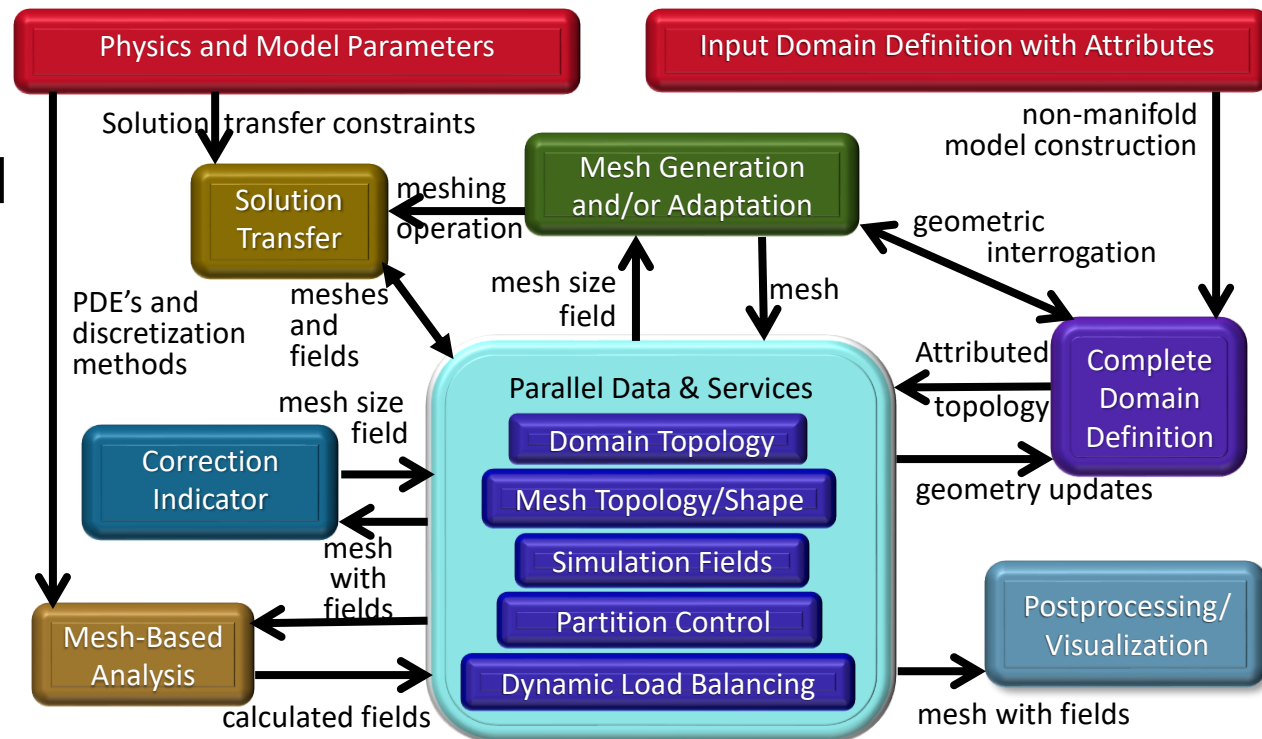 Physics and Model Parameters
Input Domain Definition with Attributes
Solution transfer constraints
non-manifold
model construction
Mesh Generation
and/or Adaptation
Solution
Transfer
meshing
operation
geometric
interrogation
PDE's and
discretization
methods
meshes
and
fields
mesh size
field
mesh
Complete
Domain
Definition
Attributed
topology
Parallel Data & Services
Domain Topology
Mesh Topology/Shape
Simulation Fields
Partition Control
Dynamic Load Balancing
mesh size
field
Correction
Indicator
geometry updates
mesh
with
fields
Mesh-Based
Analysis
calculated fields
Postprocessing/
Visualization
mesh with fields